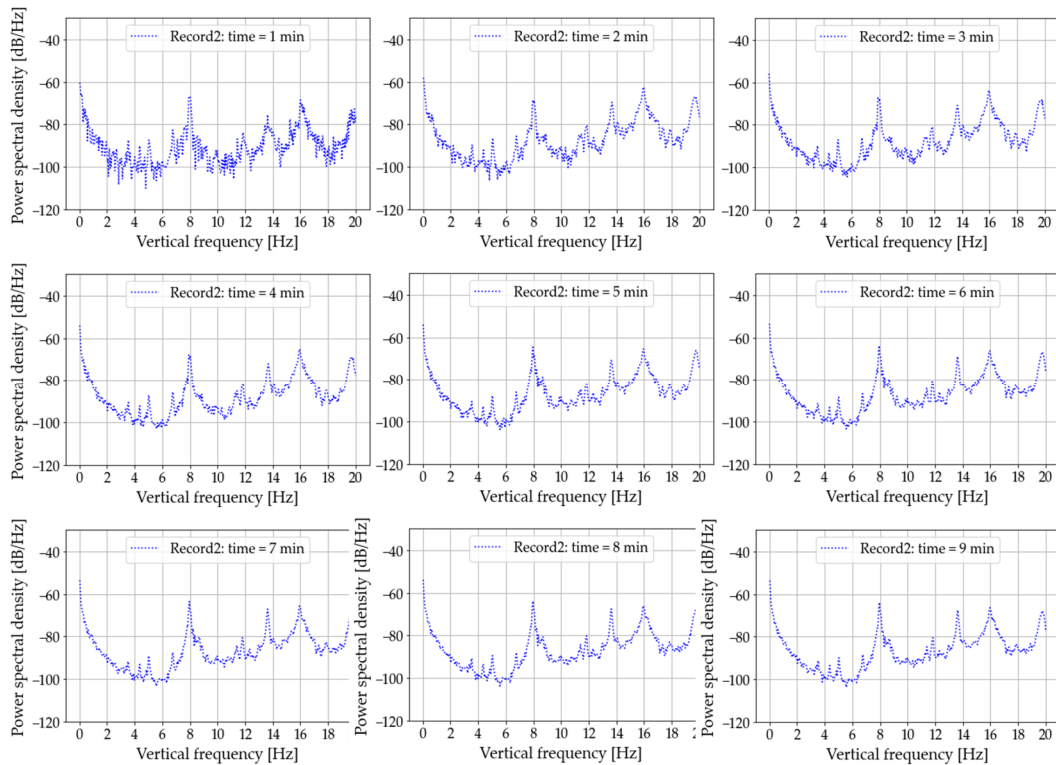 Power spectral density [dB/Hz]
−40
−60
−80
−100
−120
Record2: time = 1 min
0 2 4 6 8 10 12 14 16 18 20
Vertical frequency [Hz]
−40
−60
−80
−100
−120
Record2: time = 2 min
0 2 4 6 8 10 12 14 16 18 20
Vertical frequency [Hz]
−40
−60
−80
−100
−120
Record2: time = 3 min
0 2 4 6 8 10 12 14 16 18 20
Vertical frequency [Hz]
Power spectral density [dB/Hz]
−40
−60
−80
−100
−120
Record2: time = 4 min
0 2 4 6 8 10 12 14 16 18 20
Vertical frequency [Hz]
−40
−60
−80
−100
−120
Record2: time = 5 min
0 2 4 6 8 10 12 14 16 18 20
Vertical frequency [Hz]
−40
−60
−80
−100
−120
Record2: time = 6 min
0 2 4 6 8 10 12 14 16 18 20
Vertical frequency [Hz]
Power spectral density [dB/Hz]
−40
−60
−80
−100
−120
Record2: time = 7 min
0 2 4 6 8 10 12 14 16 18
Vertical frequency [Hz]
Power spectral density [dB/Hz]
−40
−60
−80
−100
−120
Record2: time = 8 min
0 2 4 6 8 10 12 14 16 18
Vertical frequency [Hz]
Power spectral density [dB/Hz]
−40
−60
−80
−100
−120
Record2: time = 9 min
0 2 4 6 8 10 12 14 16 18 20
Vertical frequency [Hz]